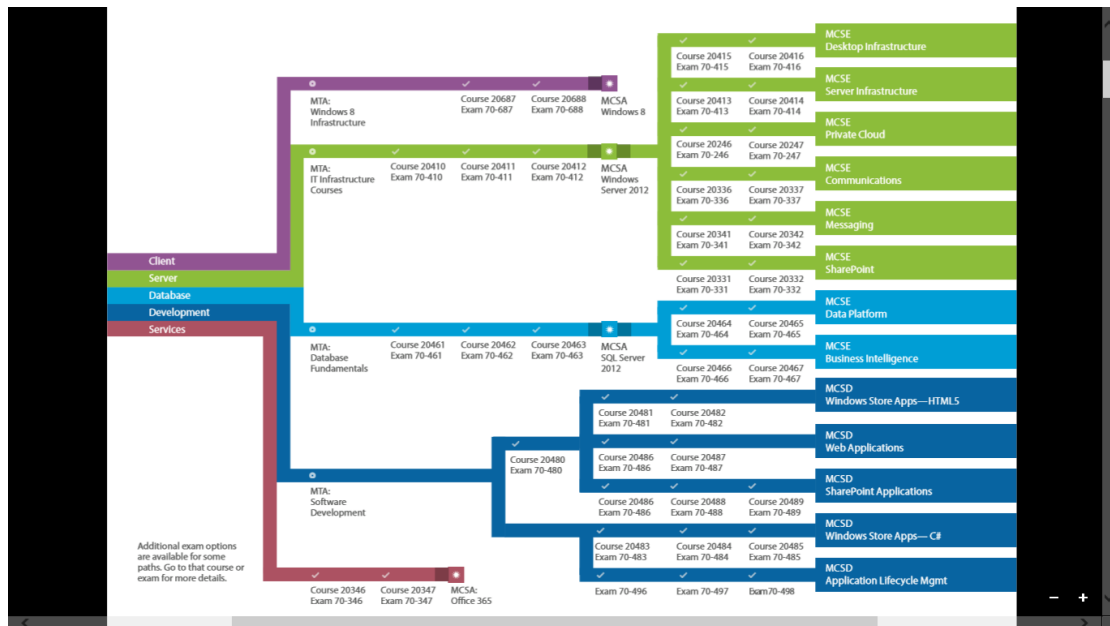 Client
Server
Database
Development
Services
Additional exam options
are available for some
paths. Go to that course or
exam for more details.
MTA:
Windows 8
Infrastructure
Course 20687
Exam 70-687
Course 20688
Exam 70-688
MCSA
Windows 8
MTA:
IT Infrastructure
Courses
Course 20410
Exam 70-410
Course 20411
Exam 70-411
Course 20412
Exam 70-412
MCSA
Windows
Server 2012
Course 20415
Exam 70-415
Course 20416
Exam 70-416
MCSE
Desktop Infrastructure
Course 20413
Exam 70-413
Course 20414
Exam 70-414
MCSE
Server Infrastructure
Course 20246
Exam 70-246
Course 20247
Exam 70-247
MCSE
Private Cloud
Course 20336
Exam 70-336
Course 20337
Exam 70-337
MCSE
Communications
Course 20341
Exam 70-341
Course 20342
Exam 70-342
MCSE
Messaging
Course 20331
Exam 70-331
Course 20332
Exam 70-332
MCSE
SharePoint
MTA:
Database
Fundamentals
Course 20461
Exam 70-461
Course 20462
Exam 70-462
Course 20463
Exam 70-463
MCSA
SQL Server
2012
Course 20464
Exam 70-464
Course 20465
Exam 70-465
MCSE
Data Platform
Course 20466
Exam 70-466
Course 20467
Exam 70-467
MCSE
Business Intelligence
MTA:
Software
Development
Course 20480
Exam 70-480
Course 20481
Exam 70-481
Course 20482
Exam 70-482
MCSD
Windows Store Apps—HTML5
Course 20486
Exam 70-486
Course 20487
Exam 70-487
MCSD
Web Applications
Course 20486
Exam 70-486
Course 20488
Exam 70-488
Course 20489
Exam 70-489
MCSD
SharePoint Applications
Course 20483
Exam 70-483
Course 20484
Exam 70-484
Course 20485
Exam 70-485
MCSD
Windows Store Apps— C#
Exam 70-496
Exam 70-497
Exam70-498
MCSD
Application Lifecycle Mgmt
Course 20346
Exam 70-346
Course 20347
Exam 70-347
MCSA:
Office 365